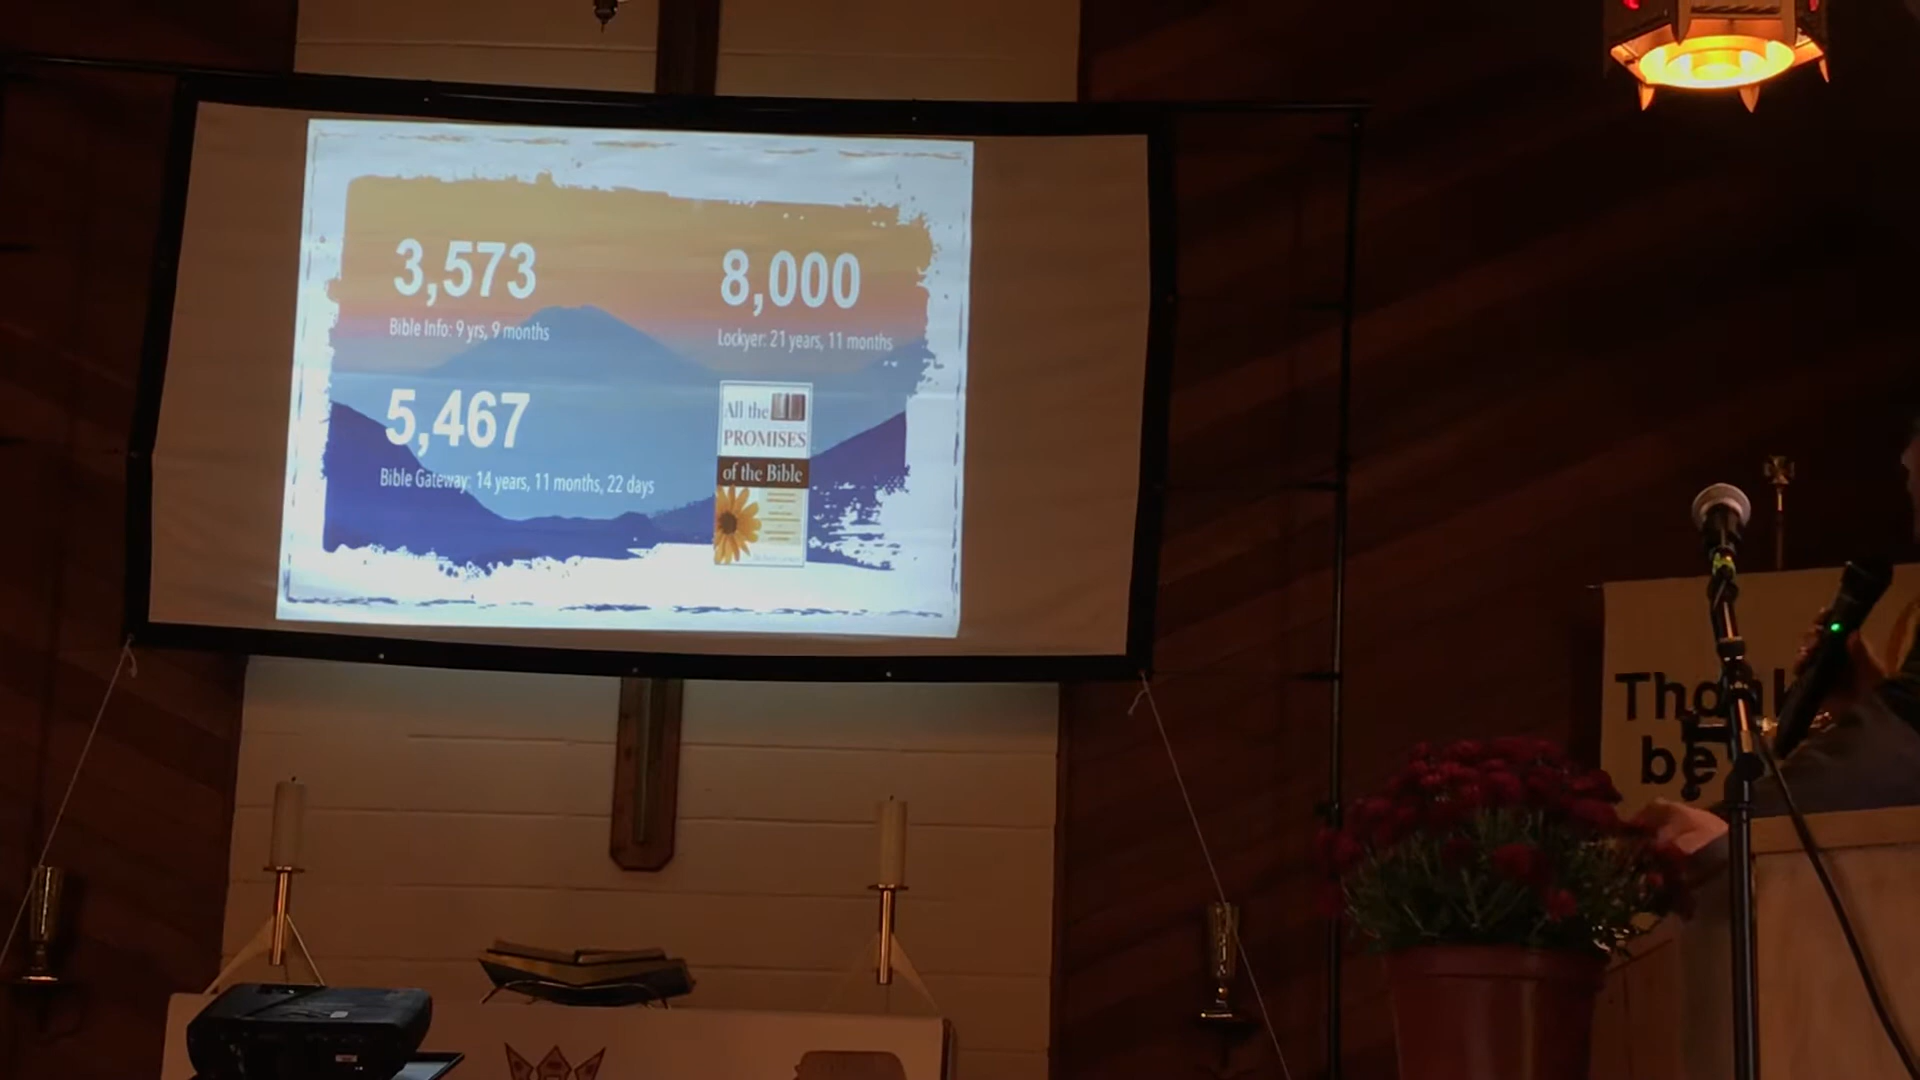 3,573
Bible Info: 9 yrs, 9 months
8,000
Lockyer: 21 years, 11 months
5,467
Bible Gateway: 14 years, 11 months, 22 days
All the
PROMISES
of the Bible
be